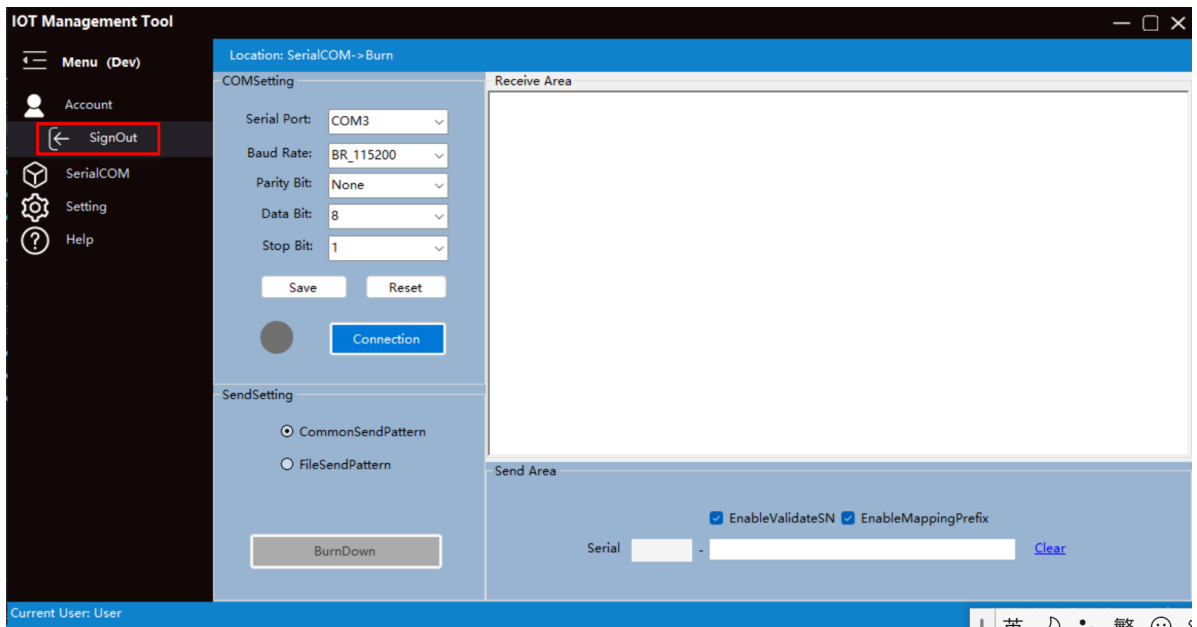 IOT Management Tool
Menu (Dev)
Location: SerialCOM->Burn
Account
SignOut
SerialCOM
Setting
Help
COMSetting
Serial Port: COM3
Baud Rate: BR_115200
Parity Bit: None
Data Bit: 8
Stop Bit: 1
Save Reset
Connection
SendSetting
CommonSendPattern
FileSendPattern
BurnDown
Receive Area
Send Area
EnableValidateSN EnableMappingPrefix
Serial - Clear
Current User: User
英 繁